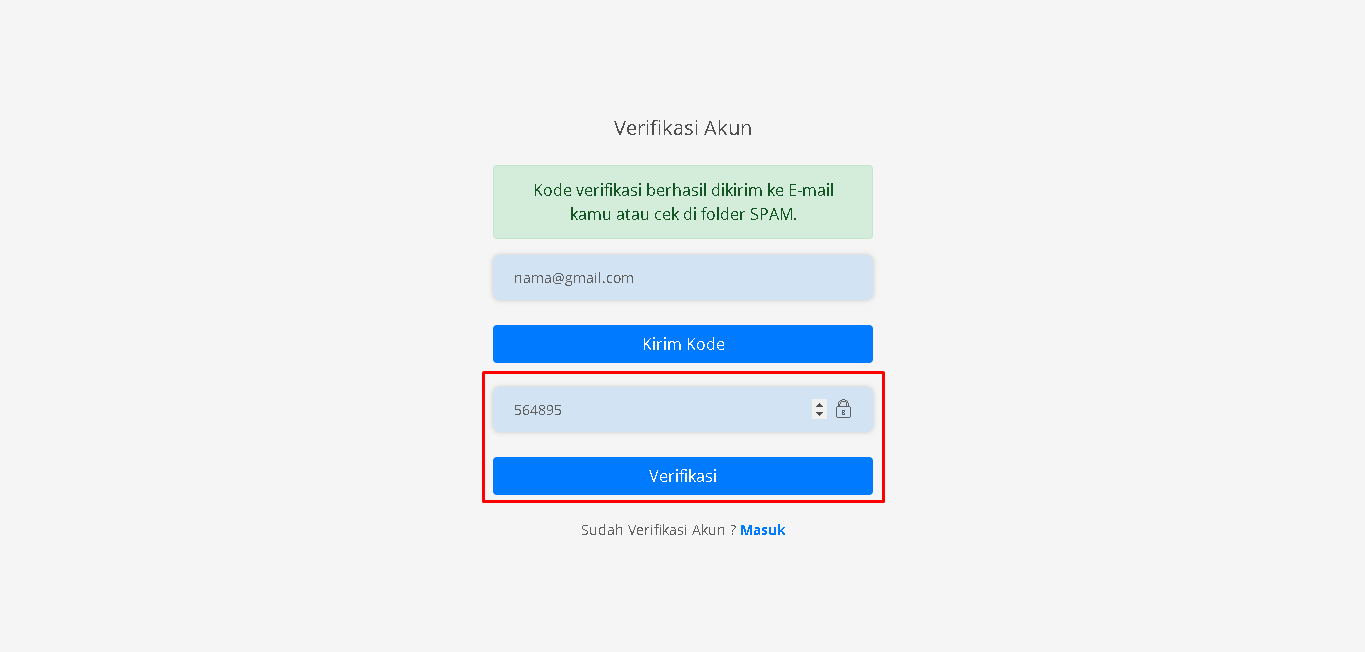 Verifikasi Akun
Kode verifikasi berhasil dikirim ke E-mail
kamu atau cek di folder SPAM.
nama@gmail.com
Kirim Kode
564895
Verifikasi
Sudah Verifikasi Akun ? Masuk